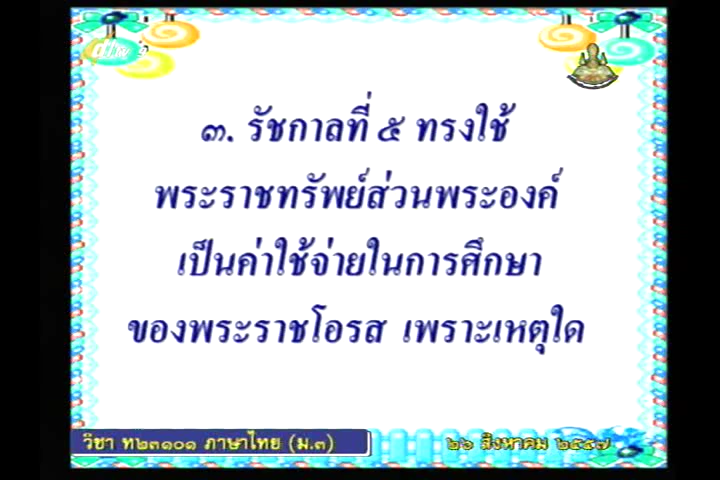 ๓. รัชกาลที่ ๕ ทรงใช้
พระราชทรัพย์ส่วนพระองค์
เป็นค่าใช้จ่ายในการศึกษา
ของพระราชโอรส เพราะเหตุใด
วิชา ท๒๓๑๐๑ ภาษาไทย (ม.๓)
๒๖ สิงหาคม ๒๕๕๗